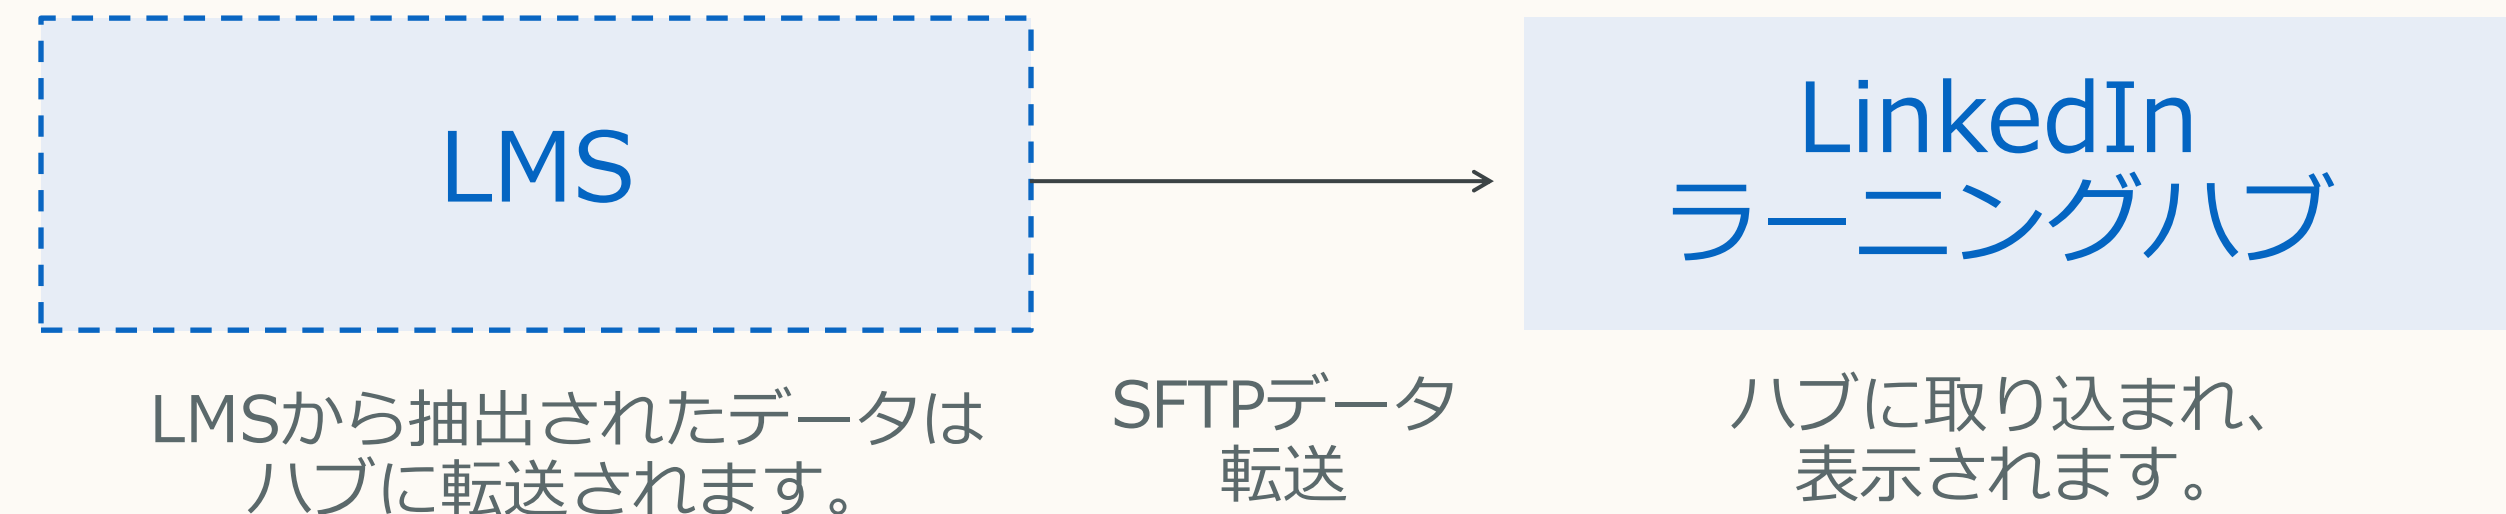 LMS
LinkedIn
ラーニングハブ
LMSから抽出されたデータは
ハブに転送されます。
SFTPデータ
転送
ハブに取り込まれ、
表示されます。